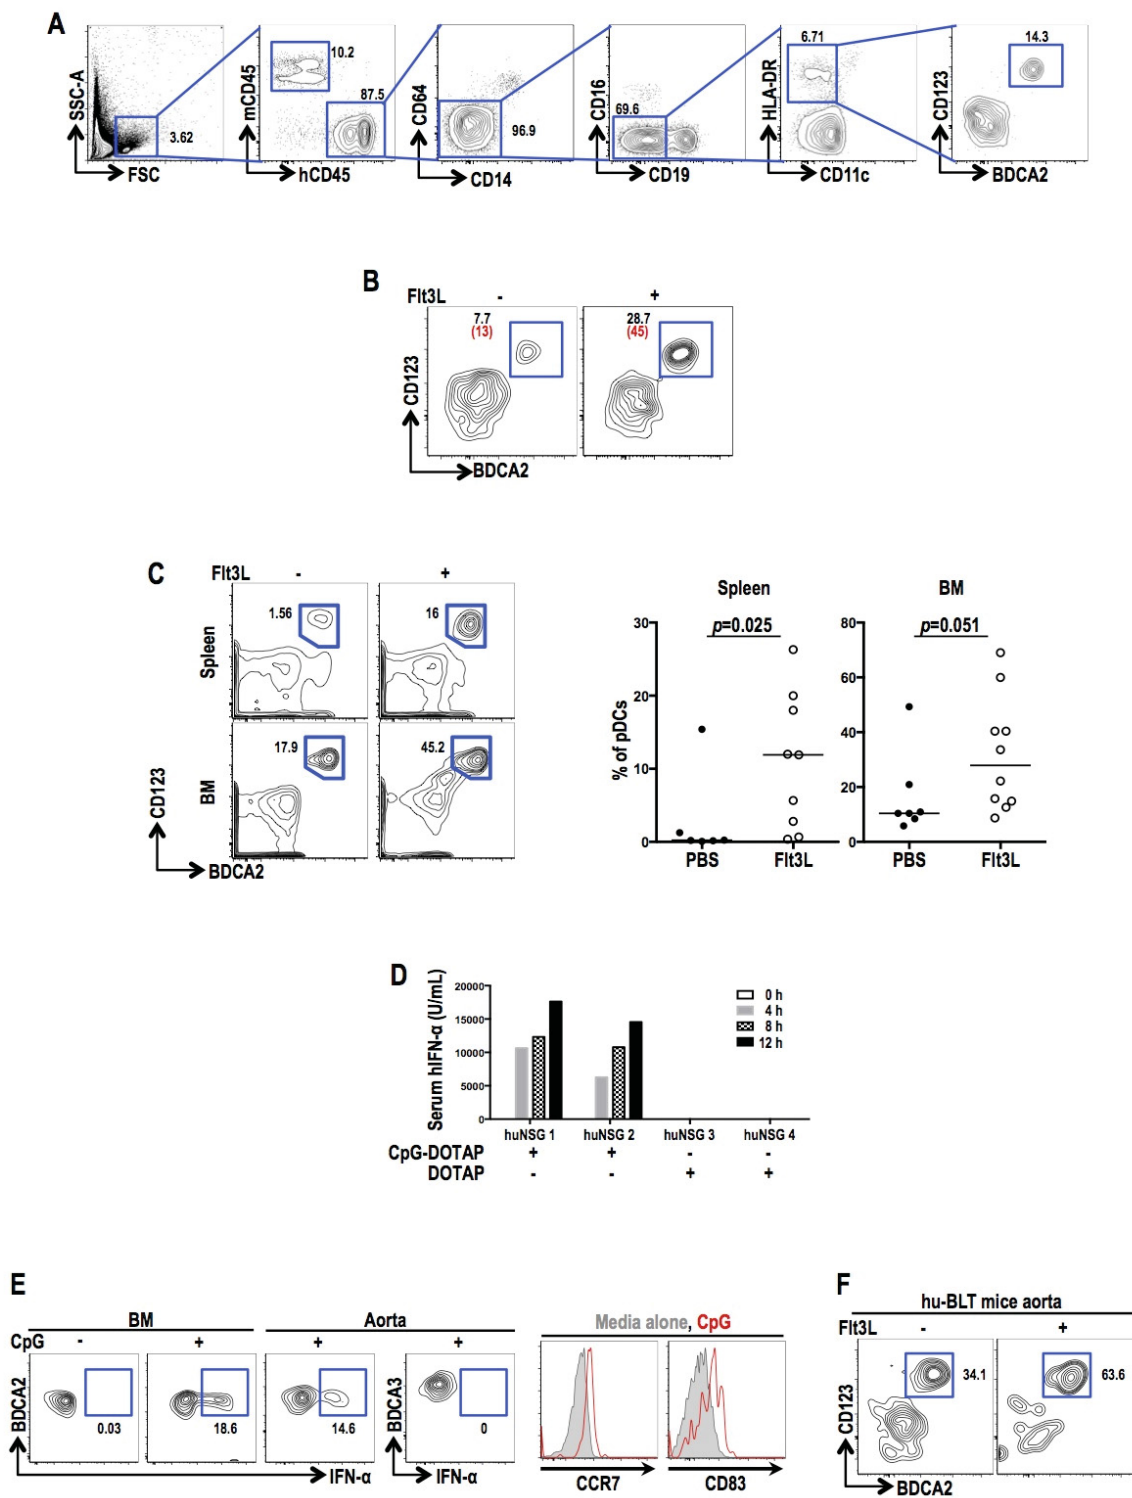 A
SSC-A
3.62
FSC
mCD45
10.2
87.5
hCD45
CD64
96.9
CD14
CD16
69.6
CD19
HLA-DR
6.71
CD11c
CD123
14.3
BDCA2
B
Flt3L - +
7.7
(13)
28.7
(45)
CD123
BDCA2
C
Flt3L - +
Spleen
1.56
16
BM
17.9
45.2
CD123
BDCA2
Spleen
p=0.025
% of pDCs
30
20
10
0
PBS Flt3L
BM
p=0.051
80
60
40
20
0
PBS Flt3L
D
Serum hIFN-α (U/mL)
20000
15000
10000
5000
0
0 h
4 h
8 h
12 h
huNSG 1 huNSG 2 huNSG 3 huNSG 4
CpG-DOTAP + + - -
DOTAP - - + +
E
BM Aorta
CpG - + + +
BDCA2
0.03
18.6
14.6
IFN-α
BDCA3
0
IFN-α
Media alone, CpG
CCR7
CD83
F
hu-BLT mice aorta
Flt3L - +
CD123
34.1
63.6
BDCA2